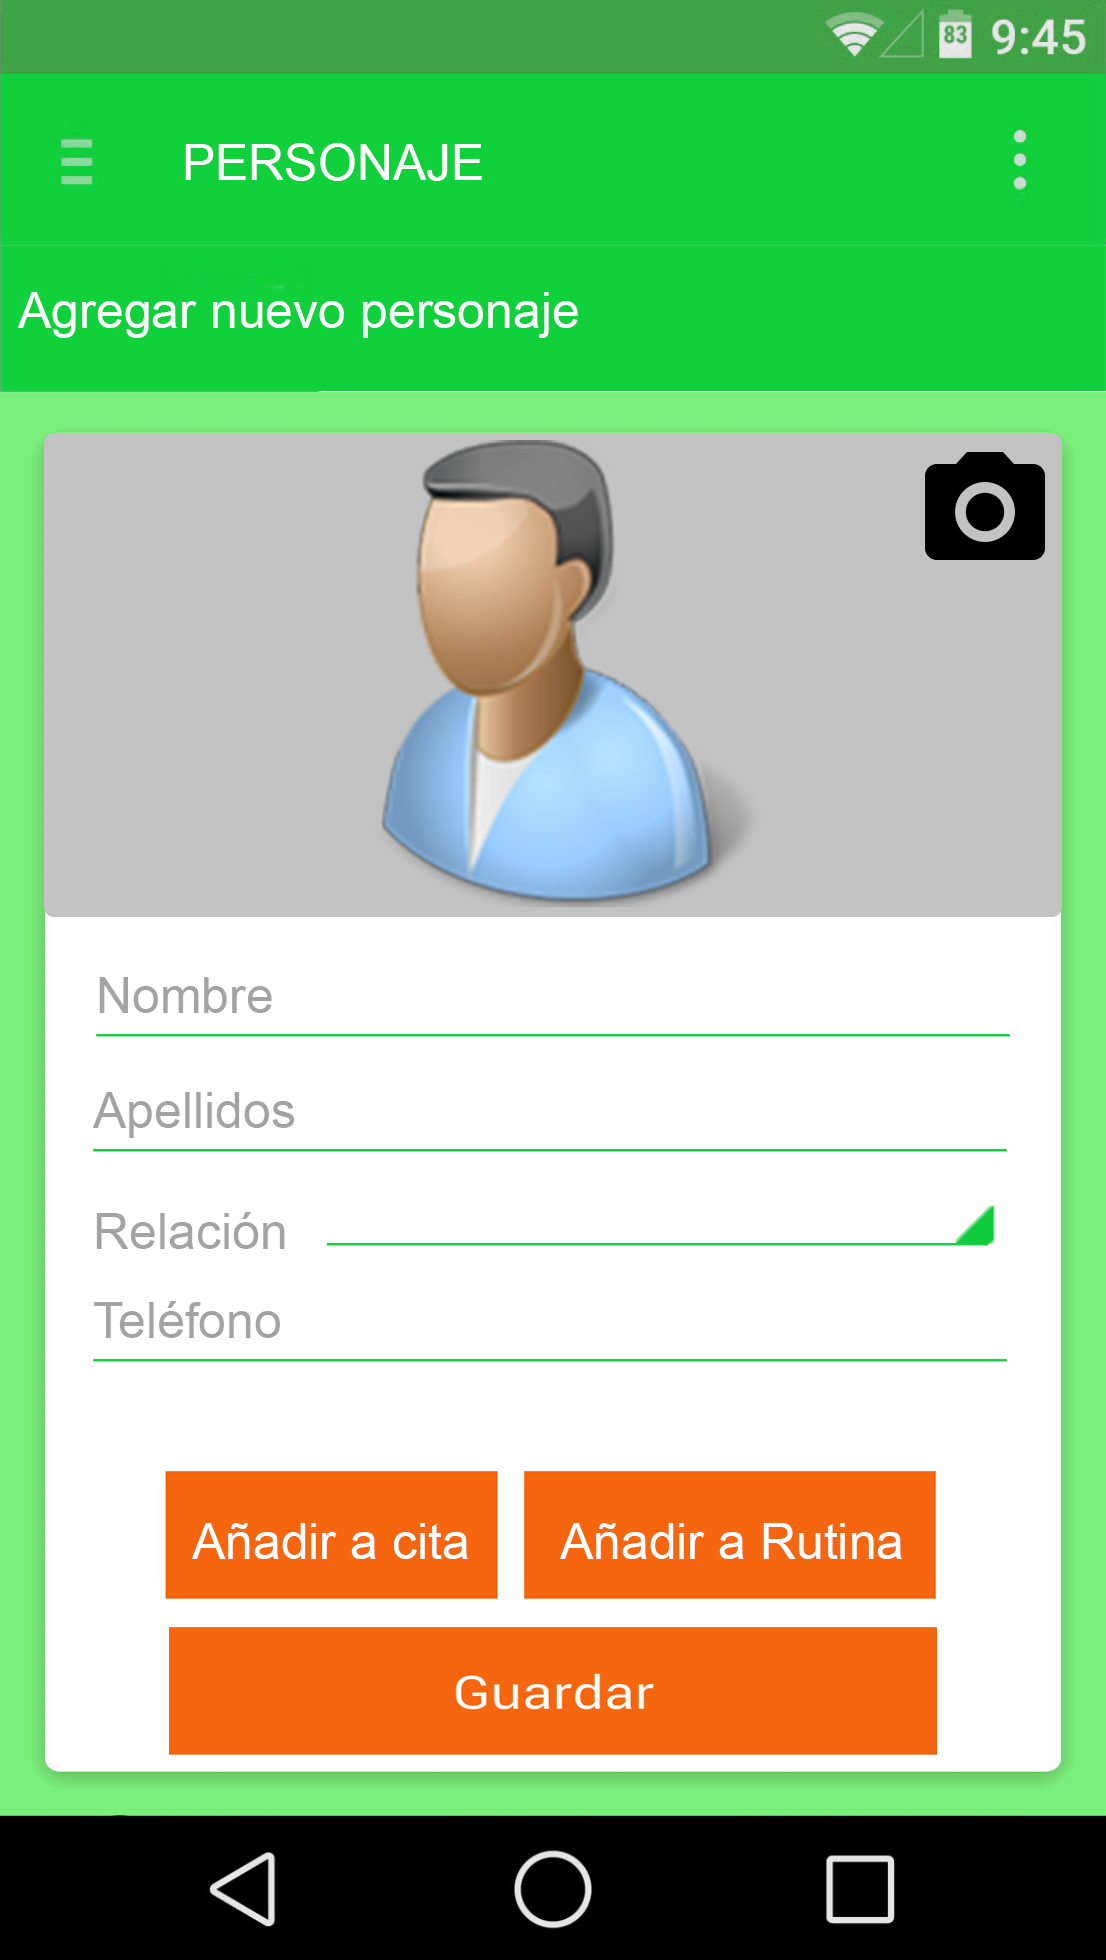 83 9:45
PERSONAJE
Agregar nuevo personaje
Nombre
Apellidos
Relación
Teléfono
Añadir a cita Añadir a Rutina
Guardar